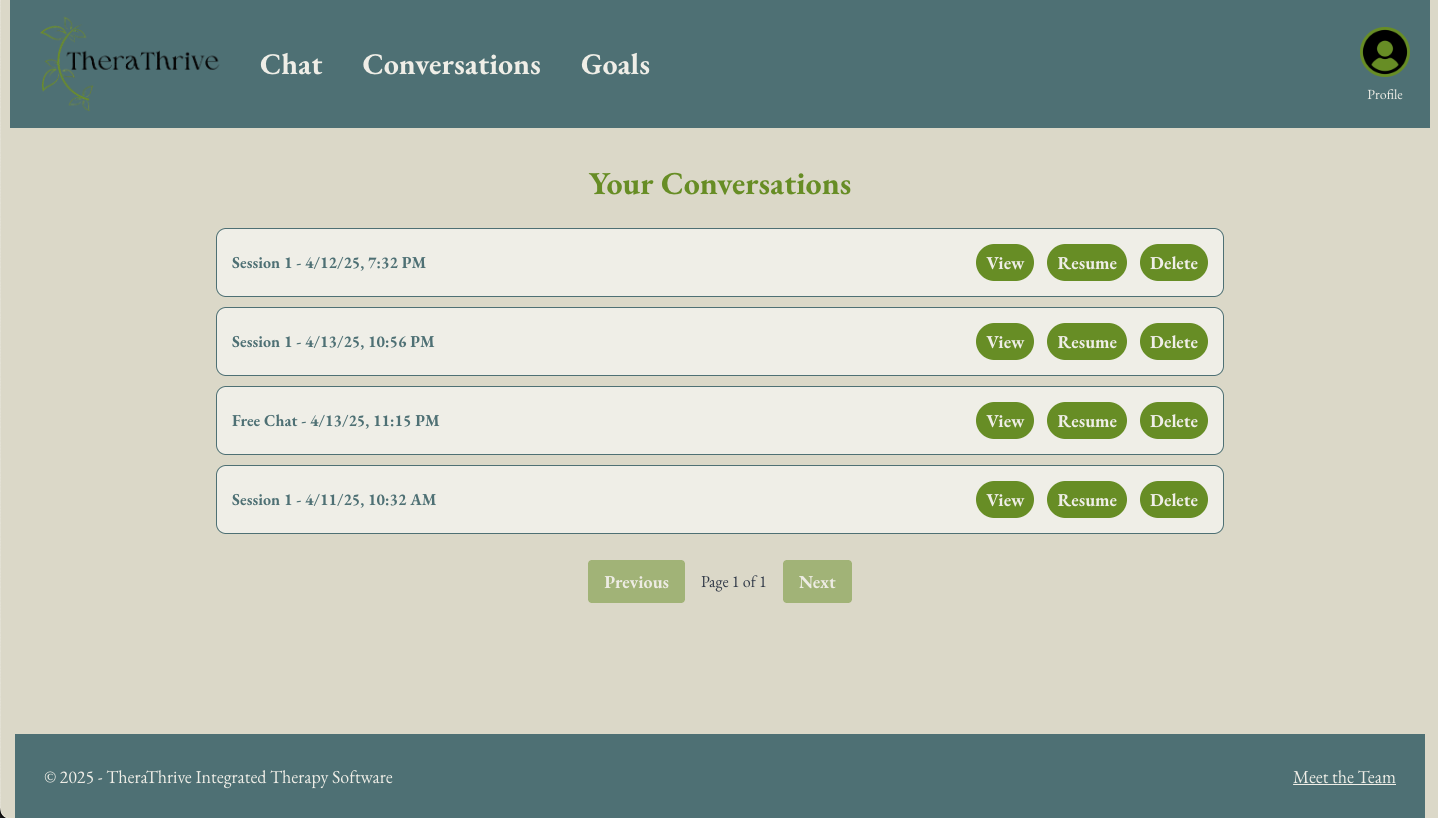 TheraThrive
Chat
Conversations
Goals
Profile
Your Conversations
Session 1 - 4/12/25, 7:32 PM
View
Resume
Delete
Session 1 - 4/13/25, 10:56 PM
View
Resume
Delete
Free Chat - 4/13/25, 11:15 PM
View
Resume
Delete
Session 1 - 4/11/25, 10:32 AM
View
Resume
Delete
Previous
Page 1 of 1
Next
© 2025 - TheraThrive Integrated Therapy Software
Meet the Team